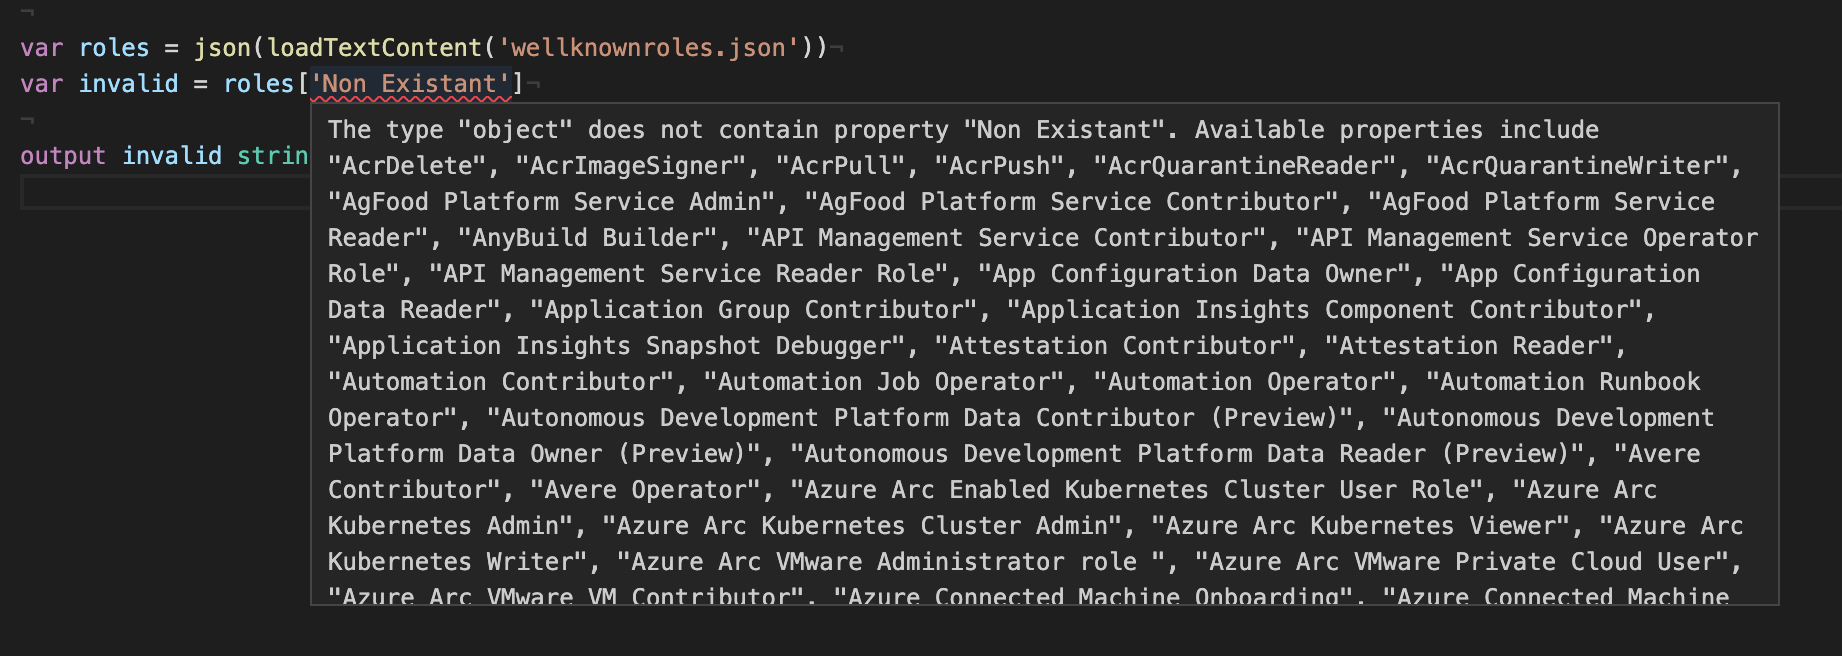 var roles = json(loadTextContent('wellknownroles.json'))¬
var invalid = roles['Non Existant']¬
¬
output invalid strin
The type "object" does not contain property "Non Existant". Available properties include
"AcrDelete", "AcrImageSigner", "AcrPull", "AcrPush", "AcrQuarantineReader", "AcrQuarantineWriter",
"AgFood Platform Service Admin", "AgFood Platform Service Contributor", "AgFood Platform Service
Reader", "AnyBuild Builder", "API Management Service Contributor", "API Management Service Operator
Role", "API Management Service Reader Role", "App Configuration Data Owner", "App Configuration
Data Reader", "Application Group Contributor", "Application Insights Component Contributor",
"Application Insights Snapshot Debugger", "Attestation Contributor", "Attestation Reader",
"Automation Contributor", "Automation Job Operator", "Automation Operator", "Automation Runbook
Operator", "Autonomous Development Platform Data Contributor (Preview)", "Autonomous Development
Platform Data Owner (Preview)", "Autonomous Development Platform Data Reader (Preview)", "Avere
Contributor", "Avere Operator", "Azure Arc Enabled Kubernetes Cluster User Role", "Azure Arc
Kubernetes Admin", "Azure Arc Kubernetes Cluster Admin", "Azure Arc Kubernetes Viewer", "Azure Arc
Kubernetes Writer", "Azure Arc VMware Administrator role ", "Azure Arc VMware Private Cloud User",
"Azure Arc VMware VM Contributor", "Azure Connected Machine Onboarding", "Azure Connected Machine